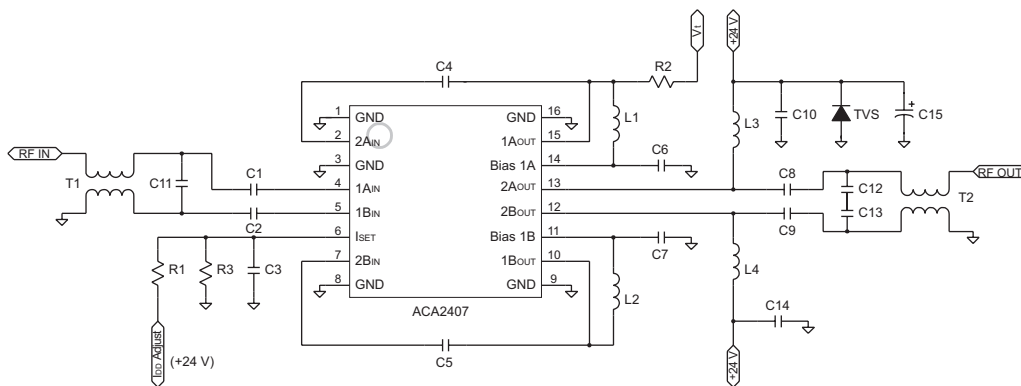 Vt
+24 V
C4
R2
1
GND
2
2AIN
3
GND
4
1AIN
5
1BIN
6
ISET
7
2BIN
8
GND
GND
16
1AOUT
15
Bias 1A
14
2AOUT
13
2BOUT
12
Bias 1B
11
1BOUT
10
GND
9
ACA2407
L1
L3
C10
TVS
+
C15
C6
RF IN
T1
C11
C1
C2
C8
C9
C12
C13
T2
RF OUT
R1
R3
C3
C7
L2
L4
C14
C5
IDD Adjust
(+24 V)
+24 V